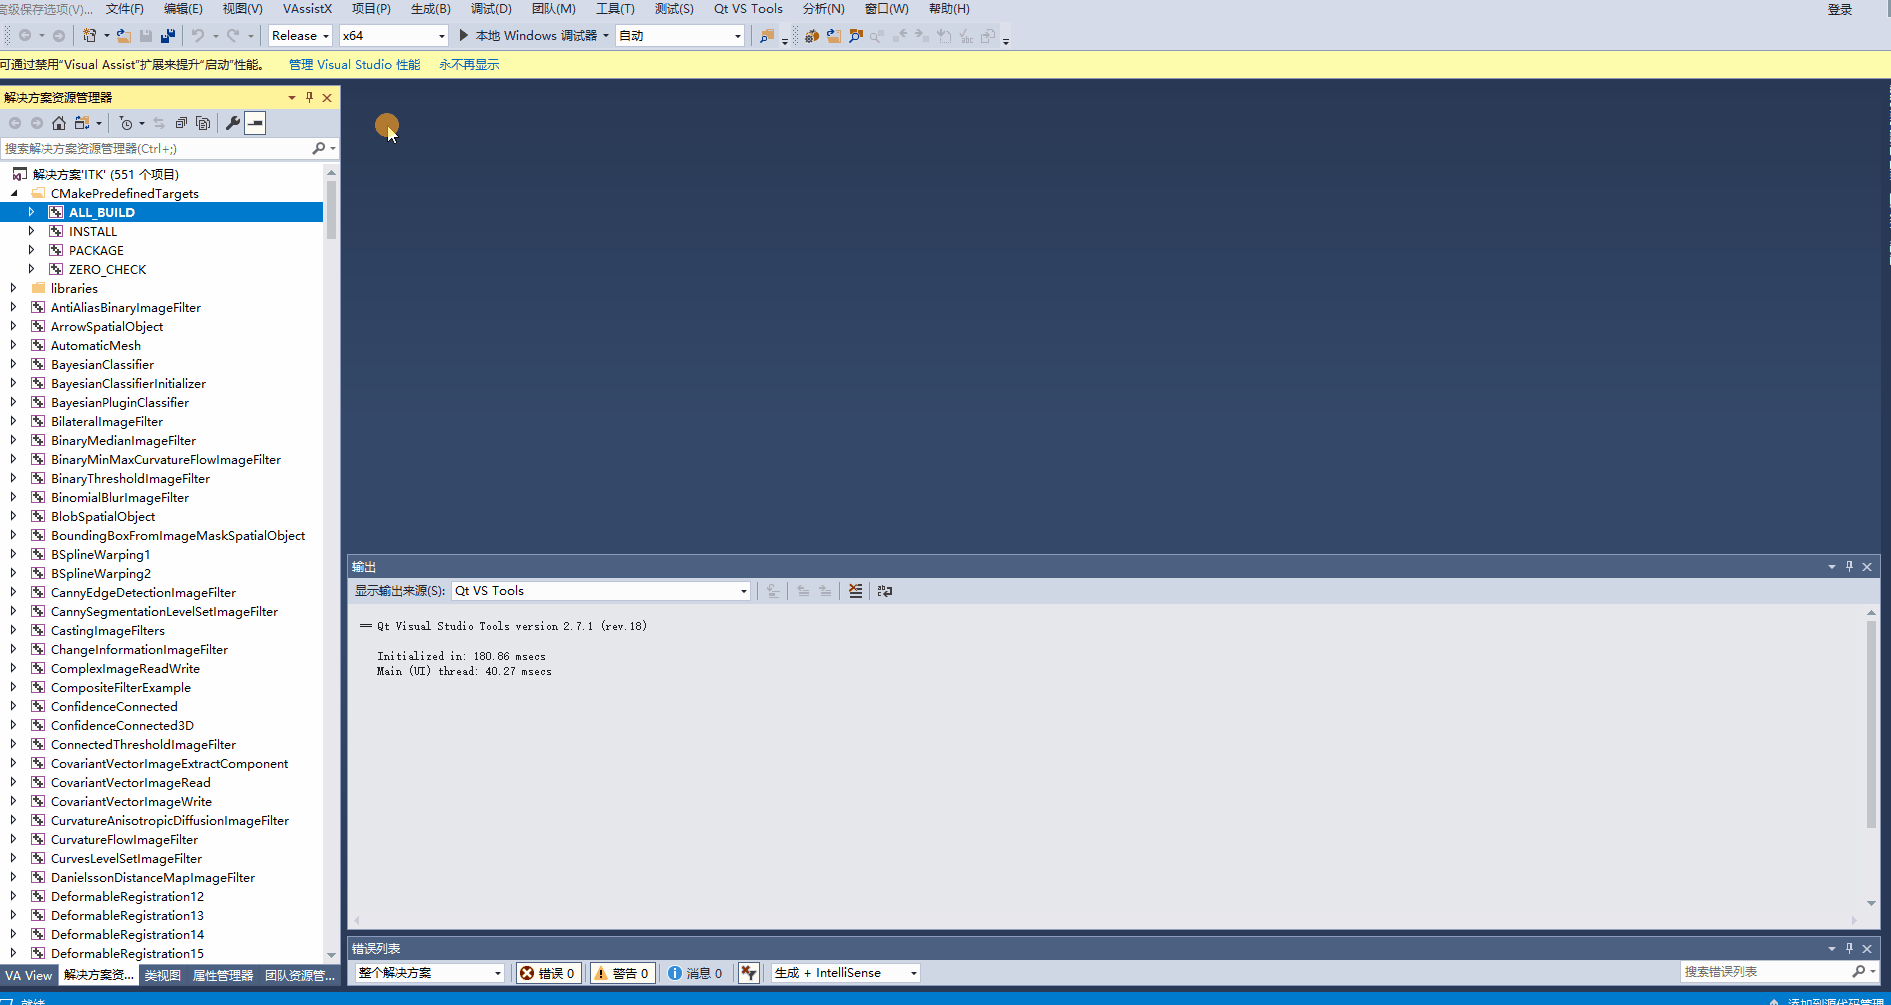 高级保存选项(V)... 文件(F) 编辑(E) 视图(V) VAssistX 项目(P) 生成(B) 调试(D) 团队(M) 工具(T) 测试(S) Qt VS Tools 分析(N) 窗口(W) 帮助(H) 登录
Release x64 本地 Windows 调试器 自动
可通过禁用“Visual Assist”扩展来提升“启动”性能。 管理 Visual Studio 性能 永不再显示
解决方案资源管理器
搜索解决方案资源管理器(Ctrl+;)
解决方案'ITK' (551 个项目)
CMakePredefinedTargets
ALL_BUILD
INSTALL
PACKAGE
ZERO_CHECK
libraries
AntiAliasBinaryImageFilter
ArrowSpatialObject
AutomaticMesh
BayesianClassifier
BayesianClassifierInitializer
BayesianPluginClassifier
BilateralImageFilter
BinaryMedianImageFilter
BinaryMinMaxCurvatureFlowImageFilter
BinaryThresholdImageFilter
BinomialBlurImageFilter
BlobSpatialObject
BoundingBoxFromImageMaskSpatialObject
BSplineWarping1
BSplineWarping2
CannyEdgeDetectionImageFilter
CannySegmentationLevelSetImageFilter
CastingImageFilters
ChangeInformationImageFilter
ComplexImageReadWrite
CompositeFilterExample
ConfidenceConnected
ConfidenceConnected3D
ConnectedThresholdImageFilter
CovariantVectorImageExtractComponent
CovariantVectorImageRead
CovariantVectorImageWrite
CurvatureAnisotropicDiffusionImageFilter
CurvatureFlowImageFilter
CurvesLevelSetImageFilter
DanielssonDistanceMapImageFilter
DeformableRegistration12
DeformableRegistration13
DeformableRegistration14
DeformableRegistration15
VA View 解决方案资... 类视图 属性管理器 团队资源管...
输出
显示输出来源(S): Qt VS Tools
== Qt Visual Studio Tools version 2.7.1 (rev.18)
Initialized in: 180.86 msecs
Main (UI) thread: 40.27 msecs
错误列表
整个解决方案 错误 0 警告 0 消息 0 生成 + IntelliSense 搜索错误列表
就绪 添加到源代码管理